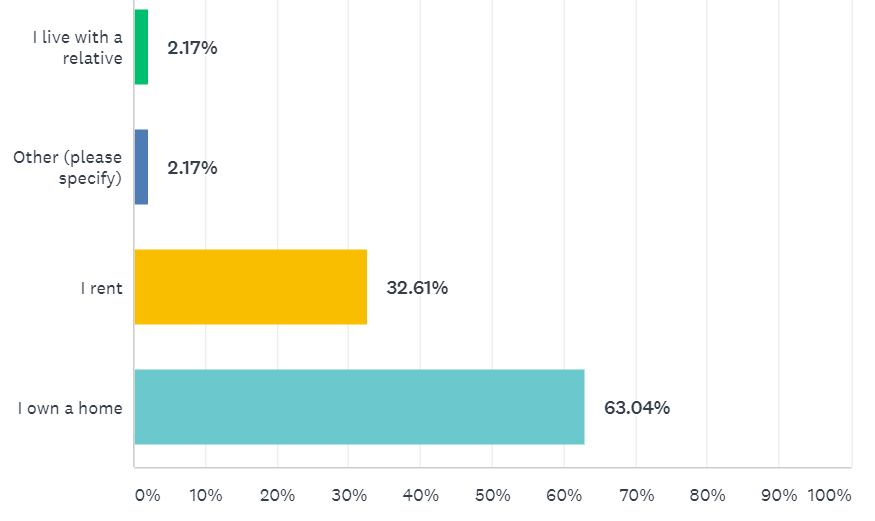 I live with a
relative
2.17%
Other (please
specify)
2.17%
I rent
32.61%
I own a home
63.04%
0% 10% 20% 30% 40% 50% 60% 70% 80% 90% 100%